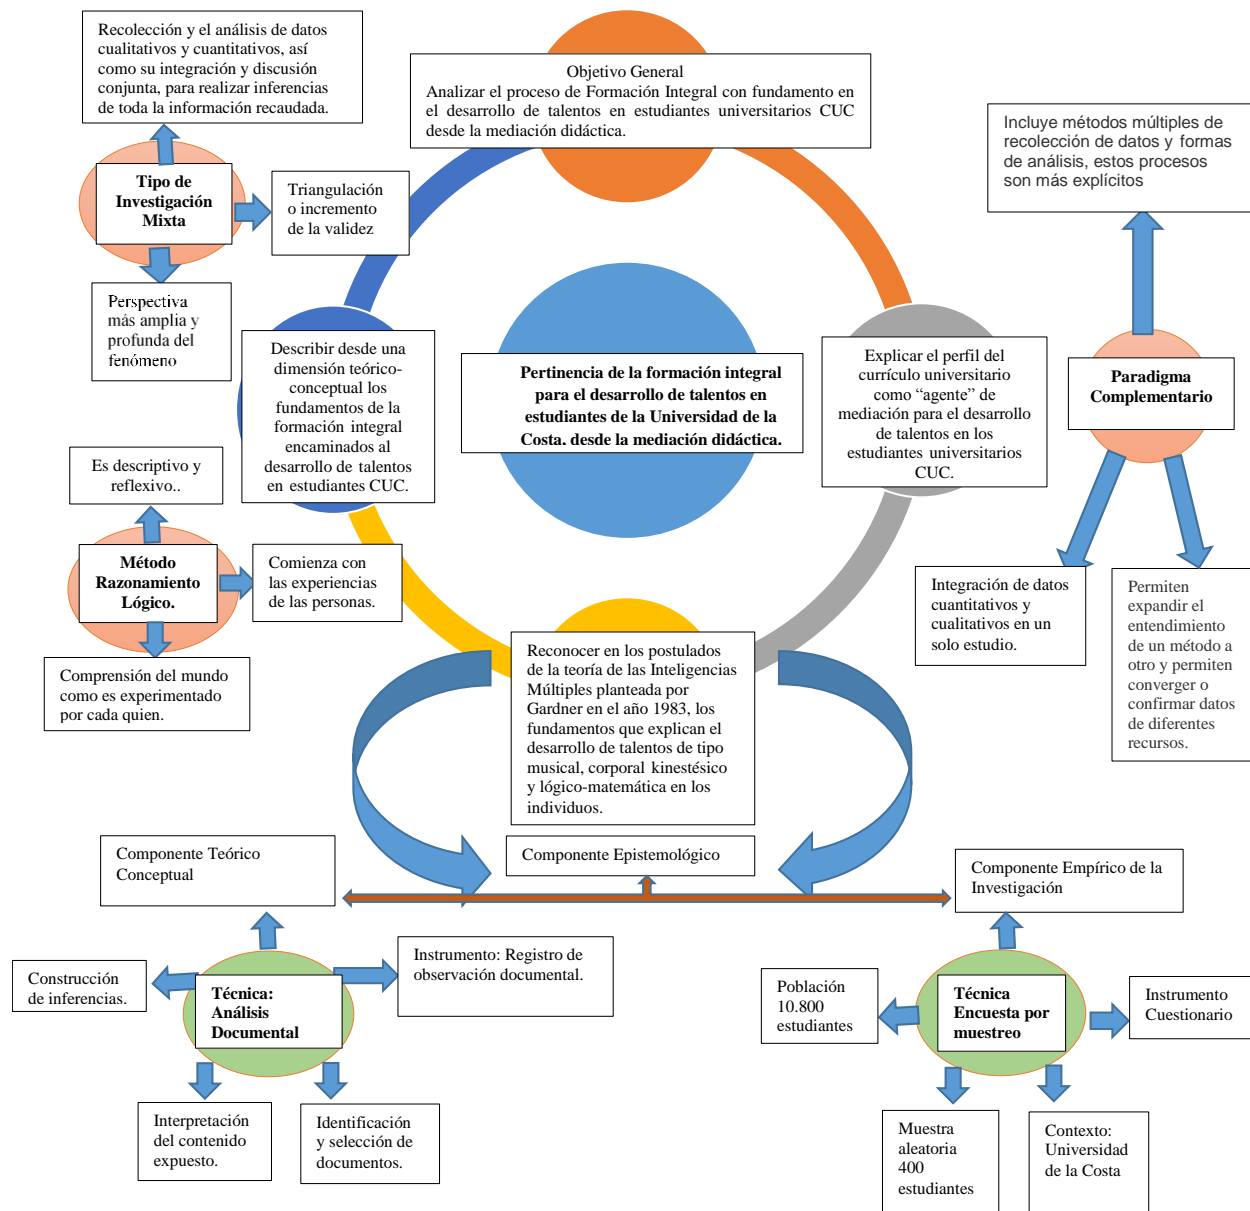 Recolección y el análisis de datos
cualitativos y cuantitativos, así
como su integración y discusión
conjunta, para realizar inferencias
de toda la información recaudada.
Objetivo General
Analizar el proceso de Formación Integral con fundamento en
el desarrollo de talentos en estudiantes universitarios CUC
desde la mediación didáctica.
Incluye métodos múltiples de
recolección de datos y formas
de análisis, estos procesos
son más explícitos
Tipo de
Investigación
Mixta
Triangulación
o incremento
de la validez
Perspectiva
más amplia y
profunda del
fenómeno
Describir desde una
dimensión teórico-
conceptual los
fundamentos de la
formación integral
encaminados al
desarrollo de talentos
en estudiantes CUC.
Pertinencia de la formación integral
para el desarrollo de talentos en
estudiantes de la Universidad de la
Costa. desde la mediación didáctica.
Explicar el perfil del
currículo universitario
como “agente” de
mediación para el desarrollo
de talentos en los
estudiantes universitarios
CUC.
Paradigma
Complementario
Es descriptivo y
reflexivo..
Método
Razonamiento
Lógico.
Comienza con
las experiencias
de las personas.
Comprensión del mundo
como es experimentado
por cada quien.
Integración de datos
cuantitativos y
cualitativos en un
solo estudio.
Permiten
expandir el
entendimiento
de un método a
otro y permiten
converger o
confirmar datos
de diferentes
recursos.
Reconocer en los postulados
de la teoría de las Inteligencias
Múltiples planteada por
Gardner en el año 1983, los
fundamentos que explican el
desarrollo de talentos de tipo
musical, corporal kinestésico
y lógico-matemática en los
individuos.
Componente Teórico
Conceptual
Componente Epistemológico
Componente Empírico de la
Investigación
Construcción
de inferencias.
Técnica:
Análisis
Documental
Instrumento: Registro de
observación documental.
Interpretación
del contenido
expuesto.
Identificación
y selección de
documentos.
Población
10.800
estudiantes
Técnica
Encuesta por
muestreo
Instrumento
Cuestionario
Muestra
aleatoria
400
estudiantes
Contexto:
Universidad
de la Costa